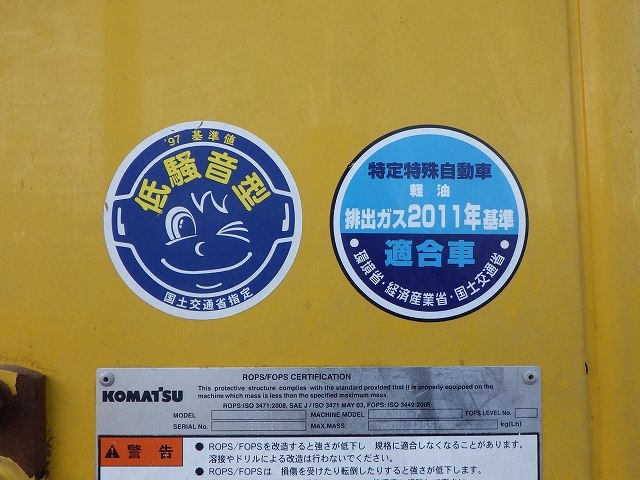 '97 基準値
低騒音型
国土交通省指定
特定特殊自動車
軽油
排出ガス2011年基準
適合車
・環境省・経済産業省・国土交通省・
ROPS/FOPS CERTIFICATION
This protective structure complies with the standard provided that it is properly equipped on the
machine which mass is less than the specified maximum mass.
KOMATSU
ROPS:ISO 3471:2008, SAE J / ISO 3471 MAY 03, FOPS: ISO 3449:2005
MODEL
MACHINE MODEL
FOPS LEVEL No.
SERIAL No.
MAX.MASS
kg(Lb)
警告
● ROPS/FOPSを改造すると強さが低下し 規格に適合しなくなることがあります.
溶接やドリルによる改造は行わないでください.
● ROPS/FOPSは 損傷を受けたり転倒したりすると強さが低下します.